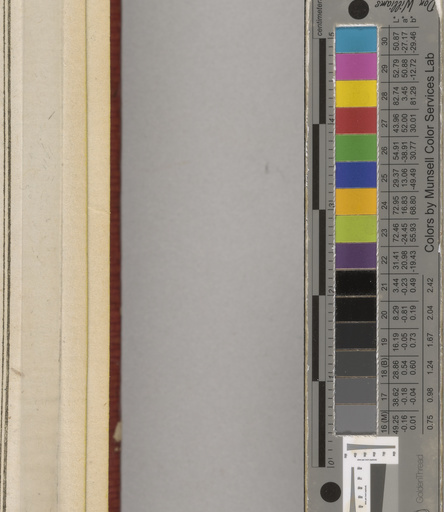 centimeters
Don Williams
L* 50.87 52.79 82.74 43.96 54.91 29.37 72.95 72.46 31.41 3.44 8.29 16.19 28.86 38.62 49.25
a* -27.17 50.88 3.45 52.00 -38.91 13.06 16.83 -24.45 20.98 -0.23 -0.81 -0.05 0.54 -0.18 -0.16
b* -29.46 -12.72 81.29 30.01 30.77 -49.49 68.80 55.93 -19.43 0.49 0.19 0.73 0.60 -0.04 0.01
30 29 28 27 26 25 24 23 22 21 20 19 18 (B) 17 16 (M)
2.42 2.04 1.67 1.24 0.98 0.75
Colors by Munsell Color Services Lab
GoldenThread